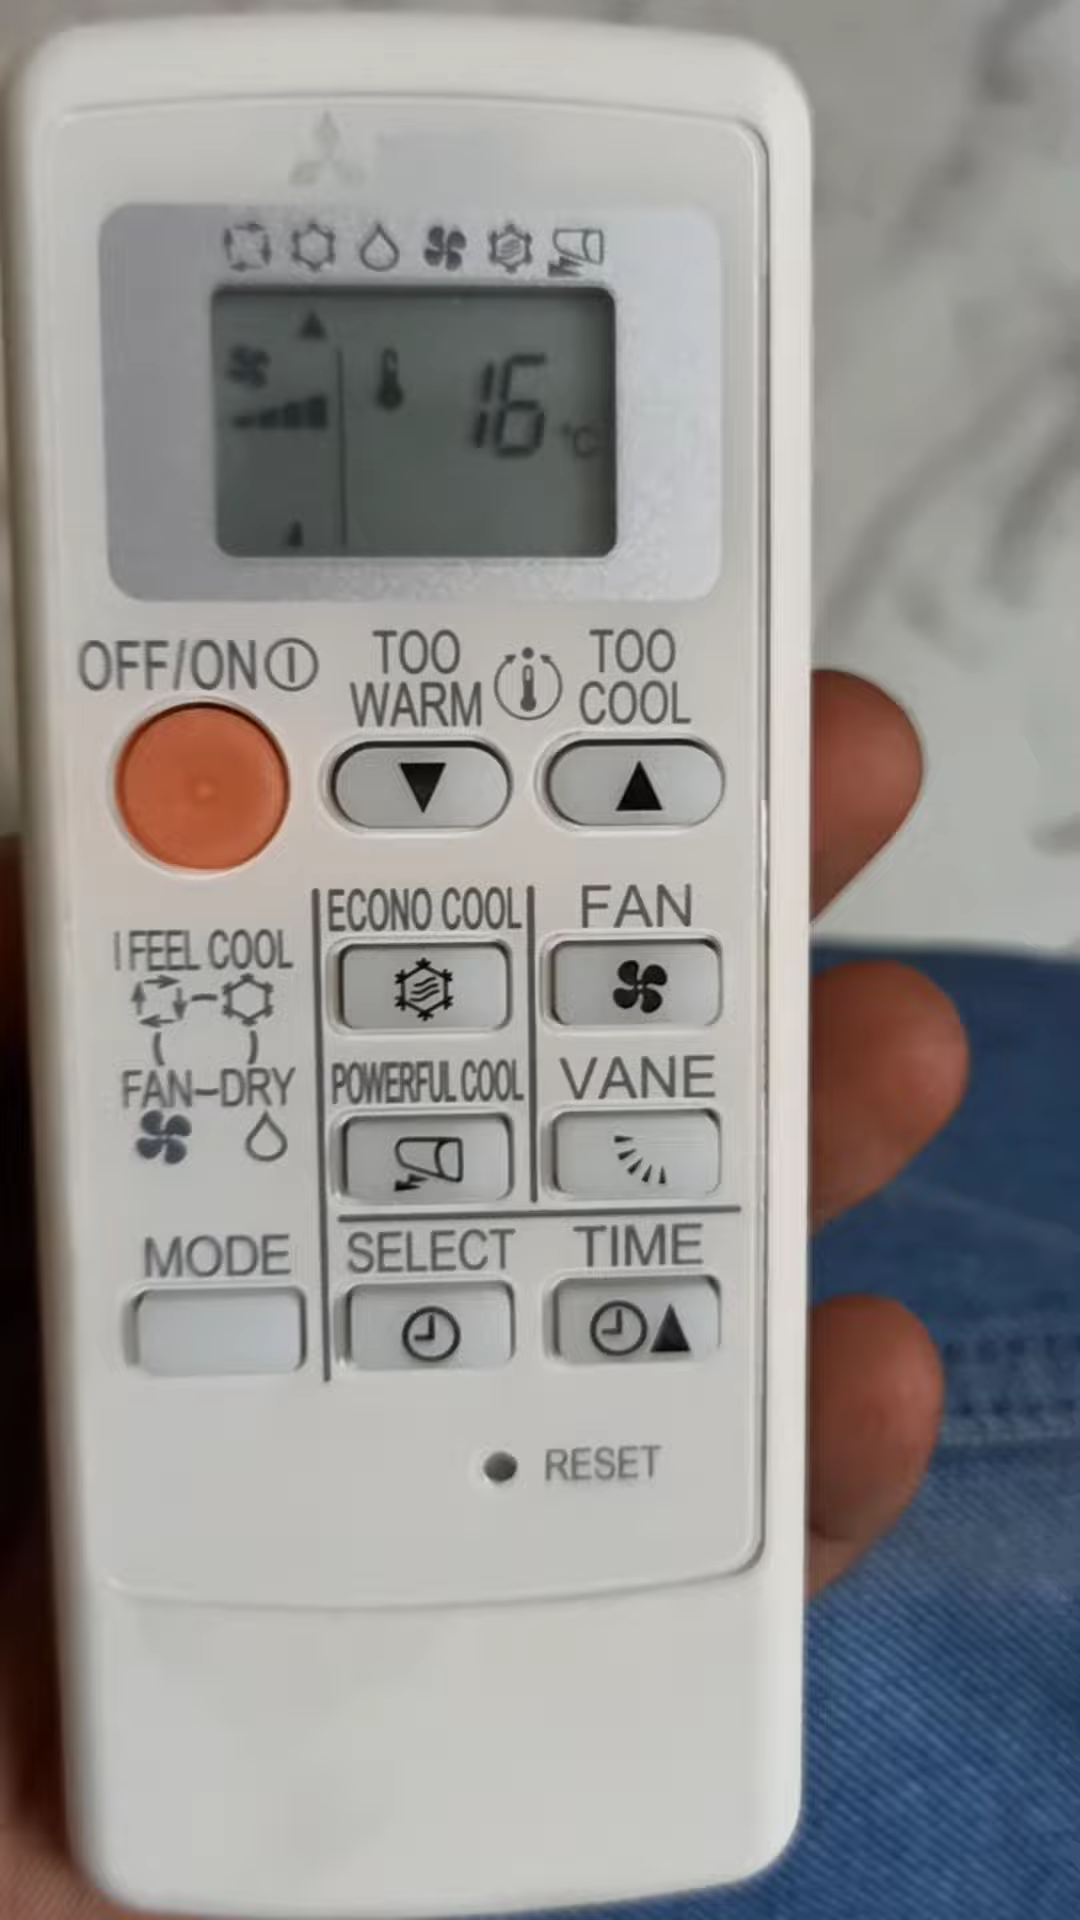 16 °C
OFF/ON
TOO WARM
TOO COOL
ECONO COOL
FAN
I FEEL COOL
POWERFUL COOL
VANE
FAN-DRY
MODE
SELECT
TIME
RESET